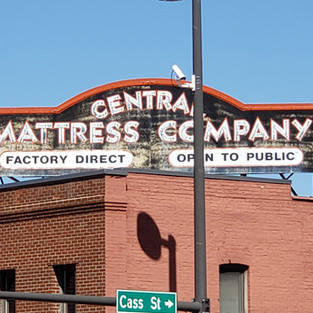 CENTRAL
MATTRESS COMPANY
FACTORY DIRECT OPEN TO PUBLIC
Cass St →